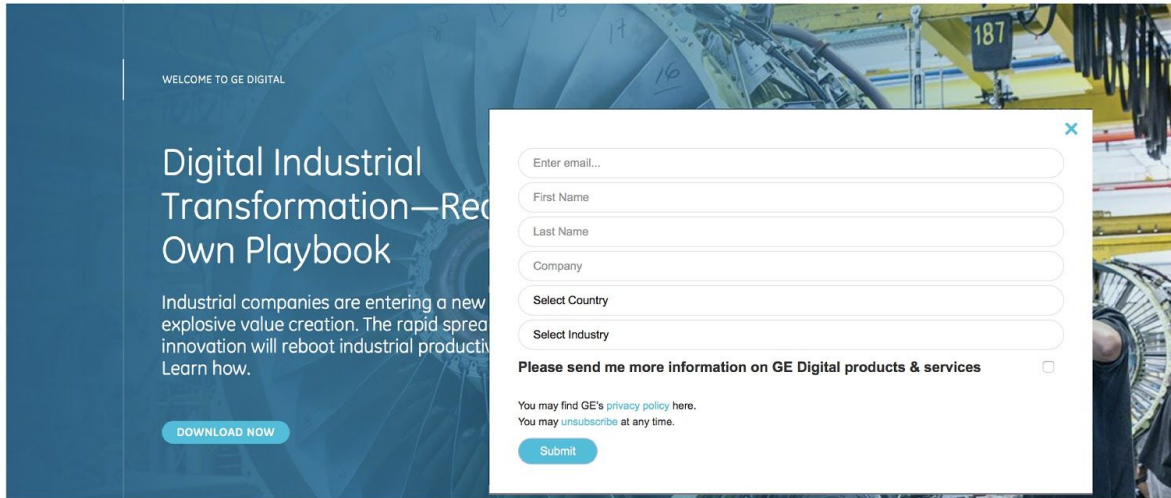 WELCOME TO GE DIGITAL
Digital Industrial
Transformation—
Own Playbook
Industrial companies are entering a new
explosive value creation. The rapid
innovation will reboot industrial
Learn how.
DOWNLOAD NOW
187
16
17
Enter email...
First Name
Last Name
Company
Select Country
Select Industry
Please send me more information on GE Digital products & services
You may find GE's privacy policy here.
You may unsubscribe at any time.
Submit